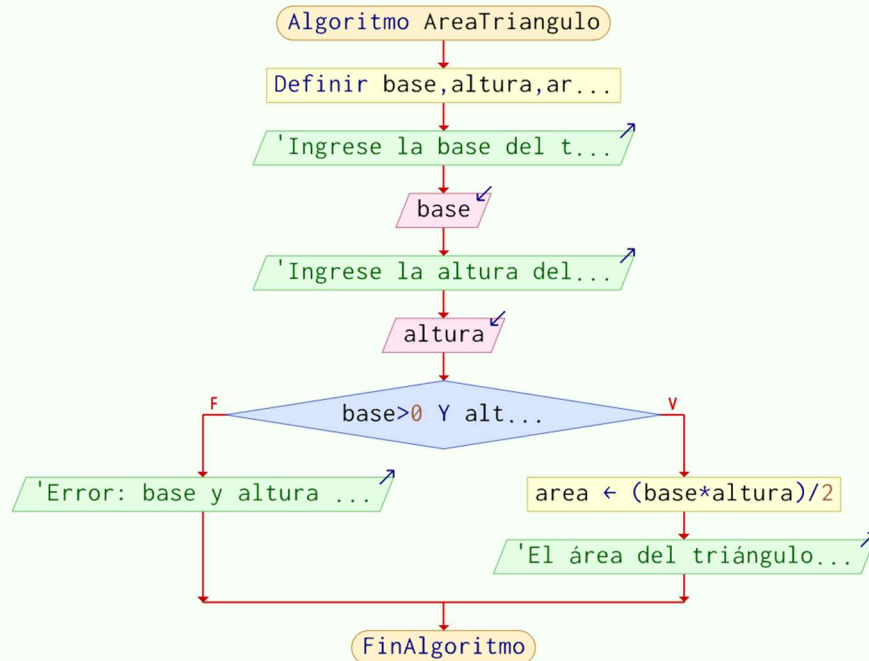 Algoritmo AreaTriangulo
Definir base,altura,ar...
'Ingrese la base del t...
base
'Ingrese la altura del...
altura
F
V
base>0 Y alt...
'Error: base y altura ...
area ← (base*altura)/2
'El área del triángulo...
FinAlgoritmo